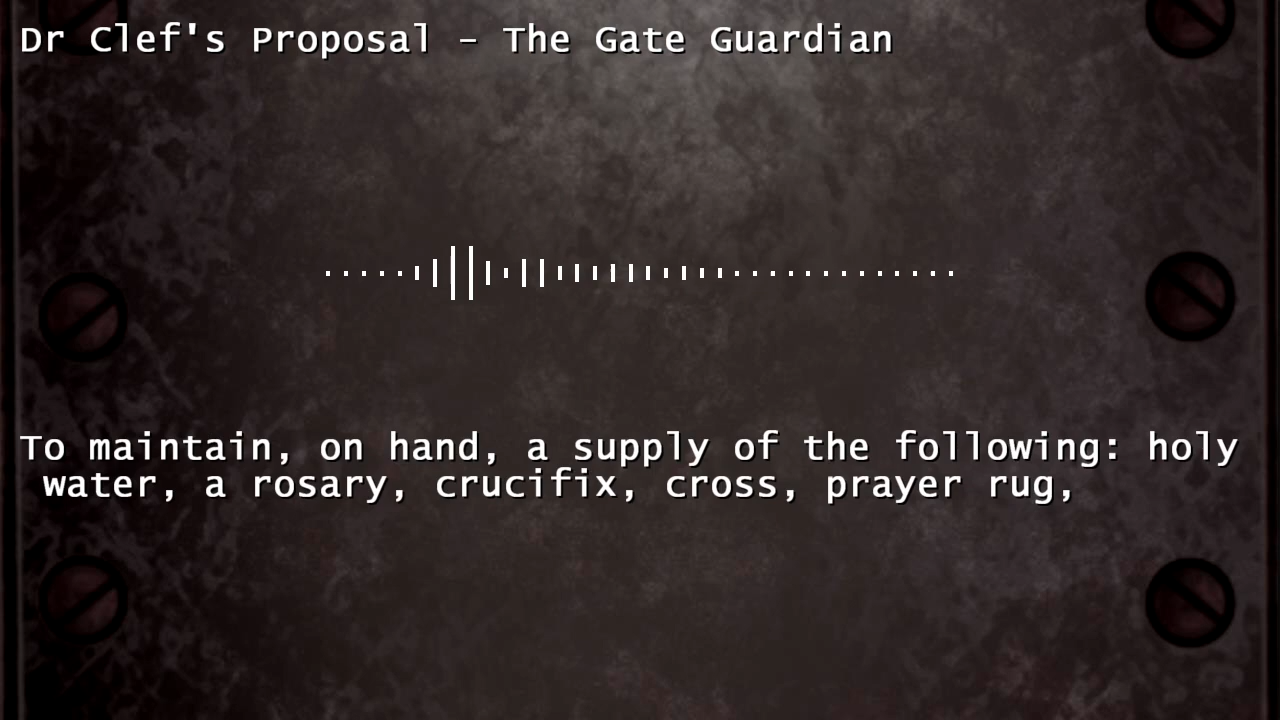 Dr Clef's Proposal – The Gate Guardian
To maintain, on hand, a supply of the following: holy
water, a rosary, crucifix, cross, prayer rug,